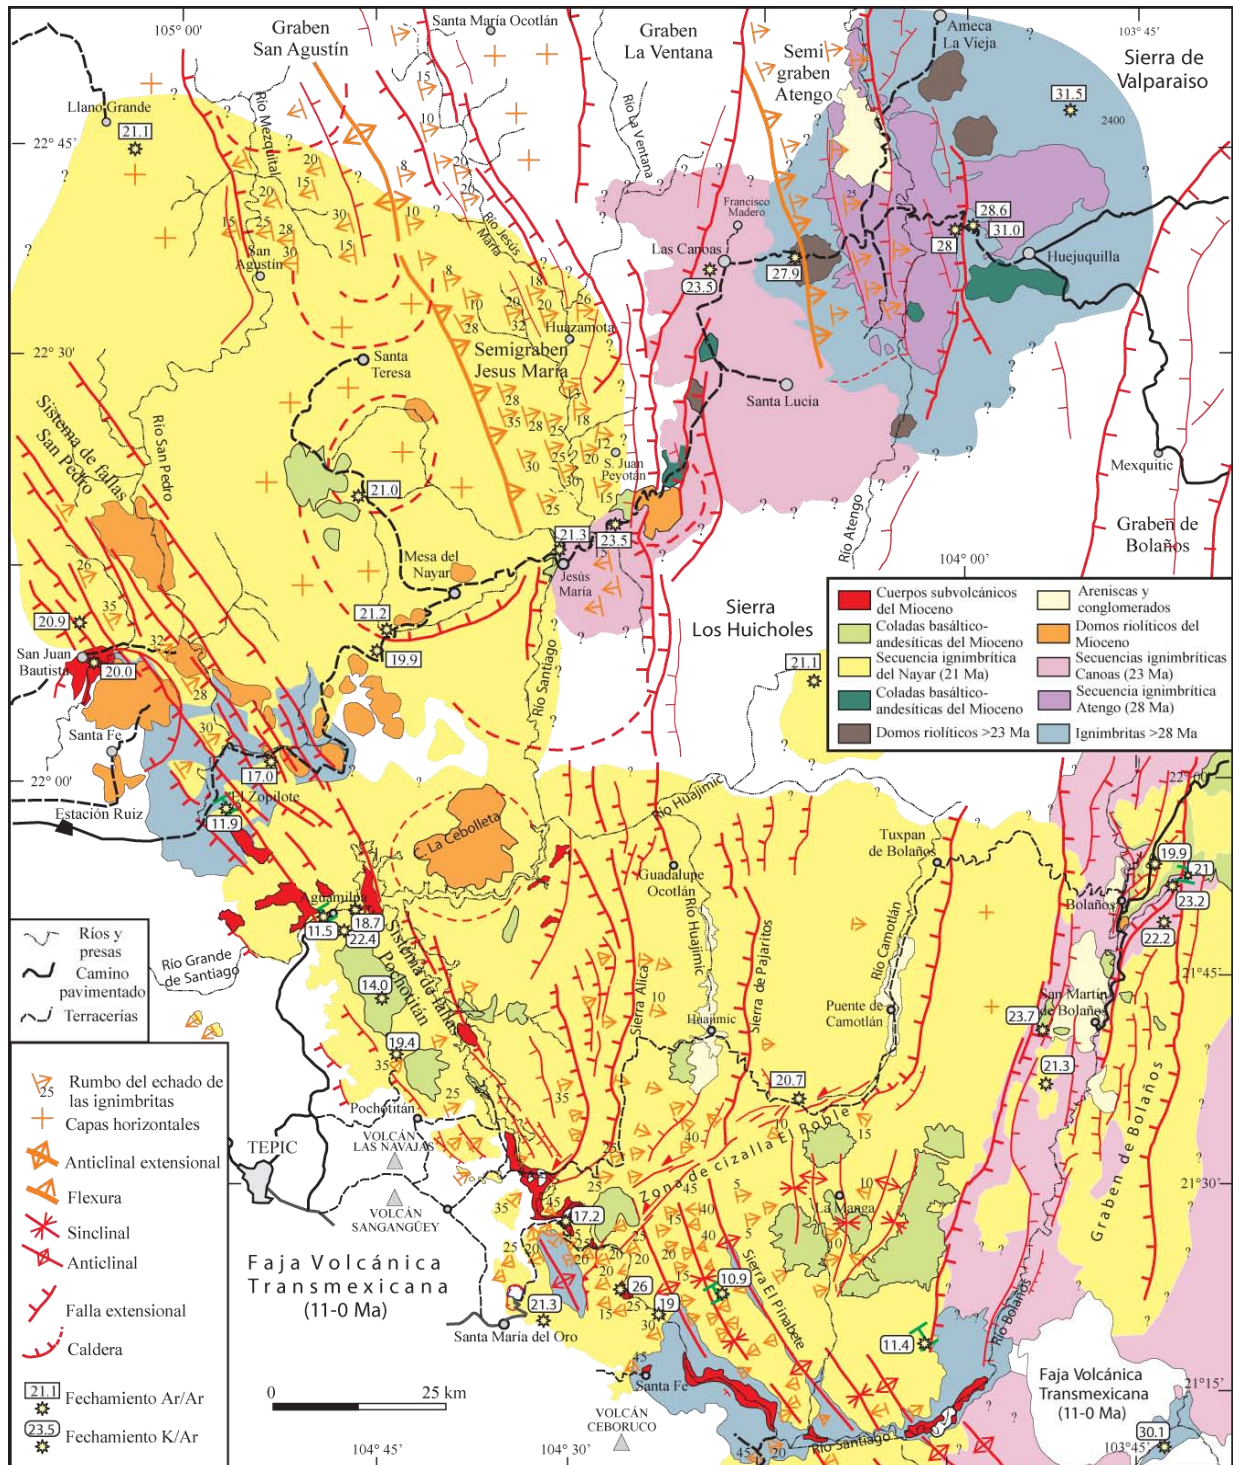 105° 00'
Graben
San Agustín
Santa María Ocotlán
Graben
La Ventana
Semi
graben
Atengo
Ameca
La Vieja
103° 45'
Sierra de
Valparaiso
Llano Grande
21.1
22° 45'
Río Mezquital
Río La Ventana
31.5
2400
Francisco
Madero
28.6
31.0
28
Huejuquilla
Las Canoas
23.5
27.9
San
Agustín
Río Jesús
María
Huazamota
22° 30'
Santa
Teresa
Semigraben
Jesus María
Santa Lucia
Sistema de fallas
San Pedro
Río San Pedro
S. Juan
Peyotán
Mexquitic
21.0
Río Atengo
Graben de
Bolaños
21.3
23.5
Mesa del
Nayar
Jesús
María
104° 00'
Sierra
Los Huicholes
20.9
21.2
19.9
San Juan
Bautista
20.0
Río Santiago
21.1
Cuerpos subvolcánicos
del Mioceno
Coladas basáltico-
andesíticas del Mioceno
Secuencia ignimbrítica
del Nayar (21 Ma)
Coladas basáltico-
andesíticas del Mioceno
Domos riolíticos >23 Ma
Areniscas y
conglomerados
Domos riolíticos del
Mioceno
Secuencias ignimbríticas
Canoas (23 Ma)
Secuencia ignimbrítica
Atengo (28 Ma)
Ignimbritas >28 Ma
Santa Fe
17.0
22° 00'
22° 00'
Estación Ruiz
El Zopilote
11.9
C. La Cebolleta
Río Huajimic
Guadalupe
Ocotlán
Tuxpan
de Bolaños
19.9
21
23.2
22.2
Bolaños
Aguamilpa
11.5
18.7
22.4
Sistema de fallas
Pochotitán
Río Huajimic
Río Camotlán
Ríos y
presas
Camino
pavimentado
Terracerías
Río Grande
de Santiago
14.0
Sierra Alica
Sierra de Pajaritos
21° 45'
Huajimic
Puente de
Camotlán
San Martín
de Bolaños
23.7
21.3
19.4
20.7
Pochotitán
Zona de cizalla El Roble
Graben de Bolaños
Rumbo del echado de
las ignimbritas
25
Capas horizontales
Anticlinal extensional
Flexura
Sinclinal
Anticlinal
Falla extensional
Caldera
21.1
Fechamiento Ar/Ar
23.5
Fechamiento K/Ar
TEPIC
VOLCÁN
LAS NAVAJAS
VOLCÁN
SANGANGÜEY
La Manga
21° 30'
17.2
Faja Volcánica
Transmexicana
(11-0 Ma)
26
19
10.9
Sierra El Pinabete
21.3
Santa María del Oro
11.4
Río Bolaños
Santa Fe
0
25 km
VOLCÁN
CEBORUCO
Río Santiago
Faja Volcánica
Transmexicana
(11-0 Ma)
21° 15'
30.1
104° 45'
104° 30'
103° 45'